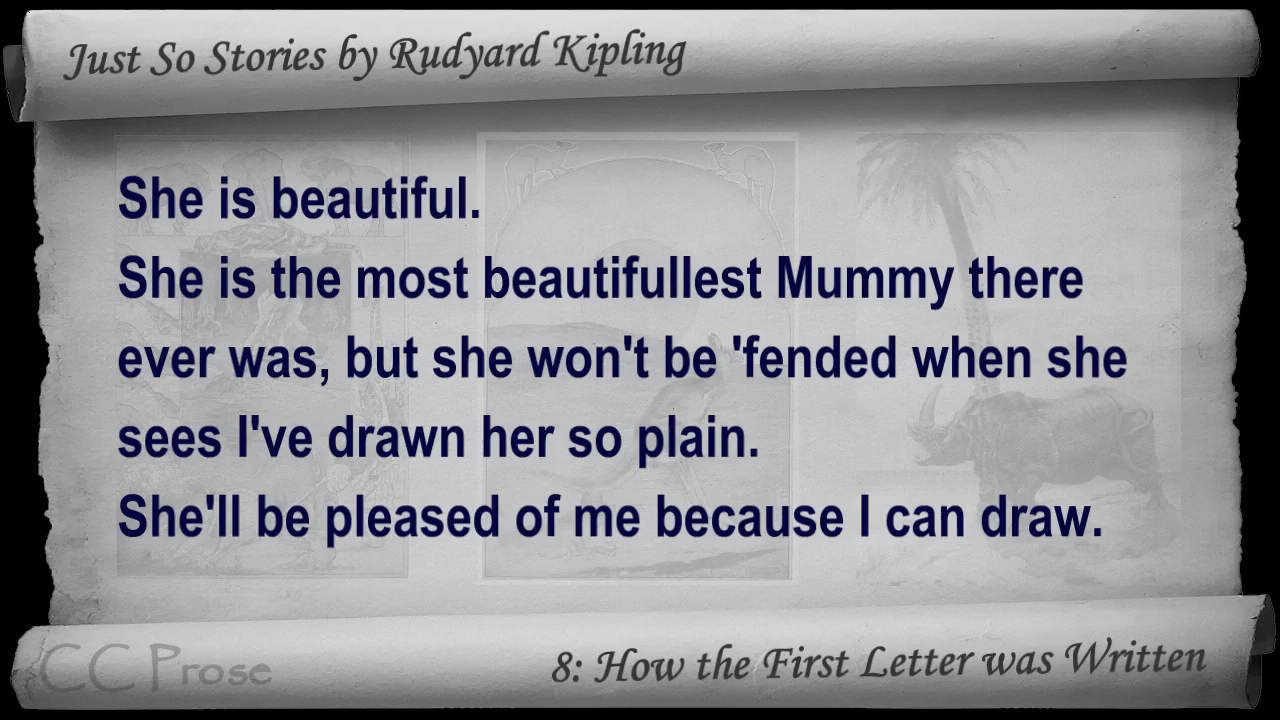 Just So Stories by Rudyard Kipling
She is beautiful.
She is the most beautifullest Mummy there
ever was, but she won't be 'fended when she
sees I've drawn her so plain.
She'll be pleased of me because I can draw.
CC Prose
8: How the First Letter was Written